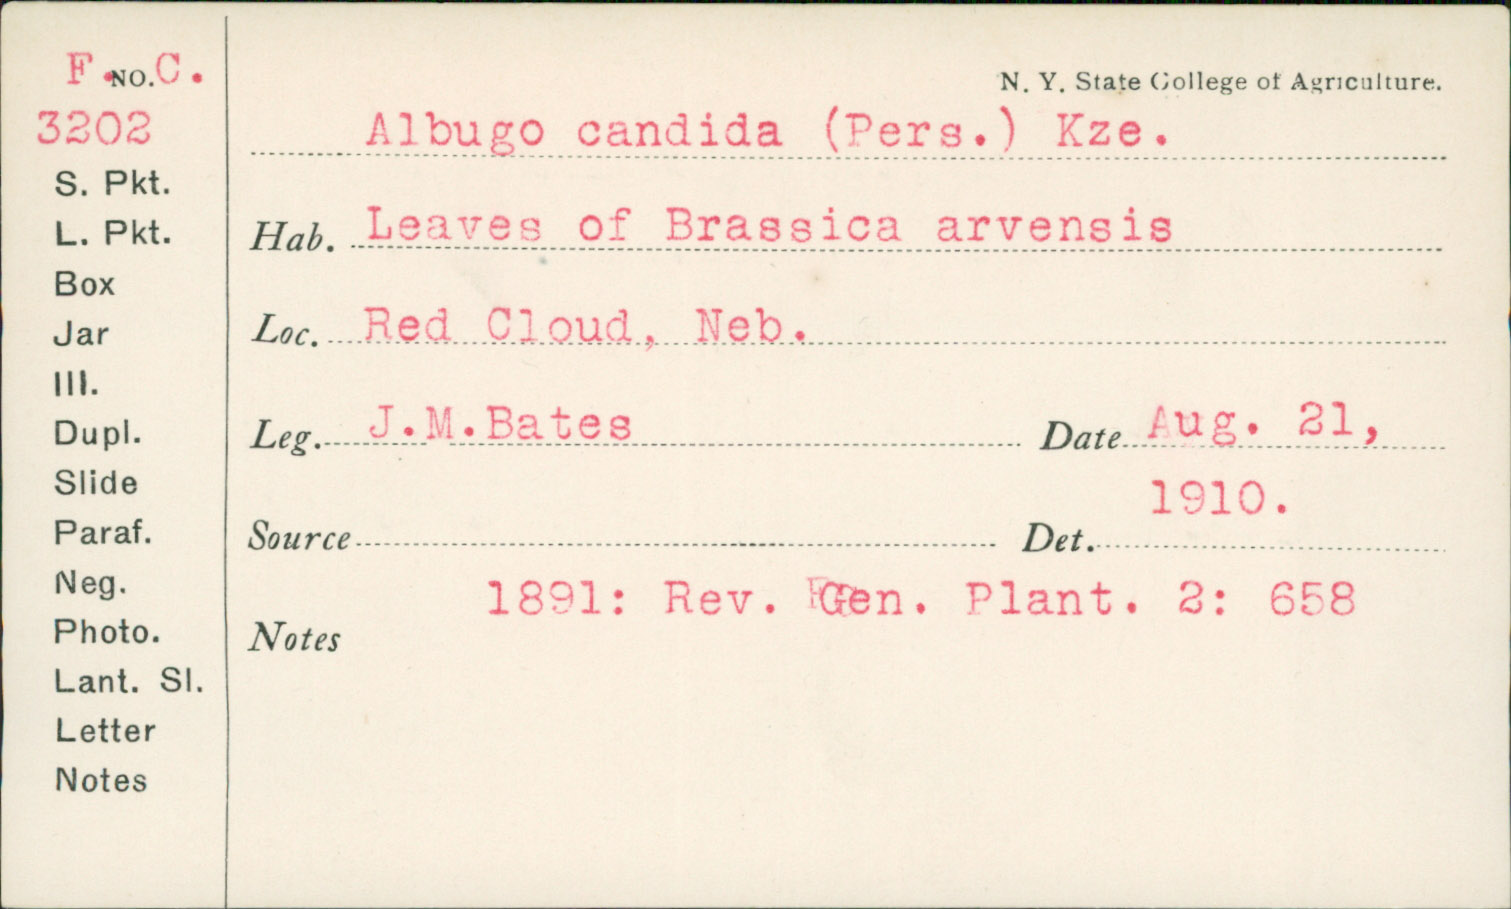 F. NO. C.
3202
S. Pkt.
L. Pkt.
Box
Jar
Ill.
Dupl.
Slide
Paraf.
Neg.
Photo.
Lant. Sl.
Letter
Notes
N. Y. State College of Agriculture.
Albugo candida (Pers.) Kze.
Hab. Leaves of Brassica arvensis
Loc. Red Cloud, Neb.
Leg. J.M.Bates Date Aug. 21,
1910.
Source Det.
1891: Rev. Gen. Plant. 2: 658
Notes